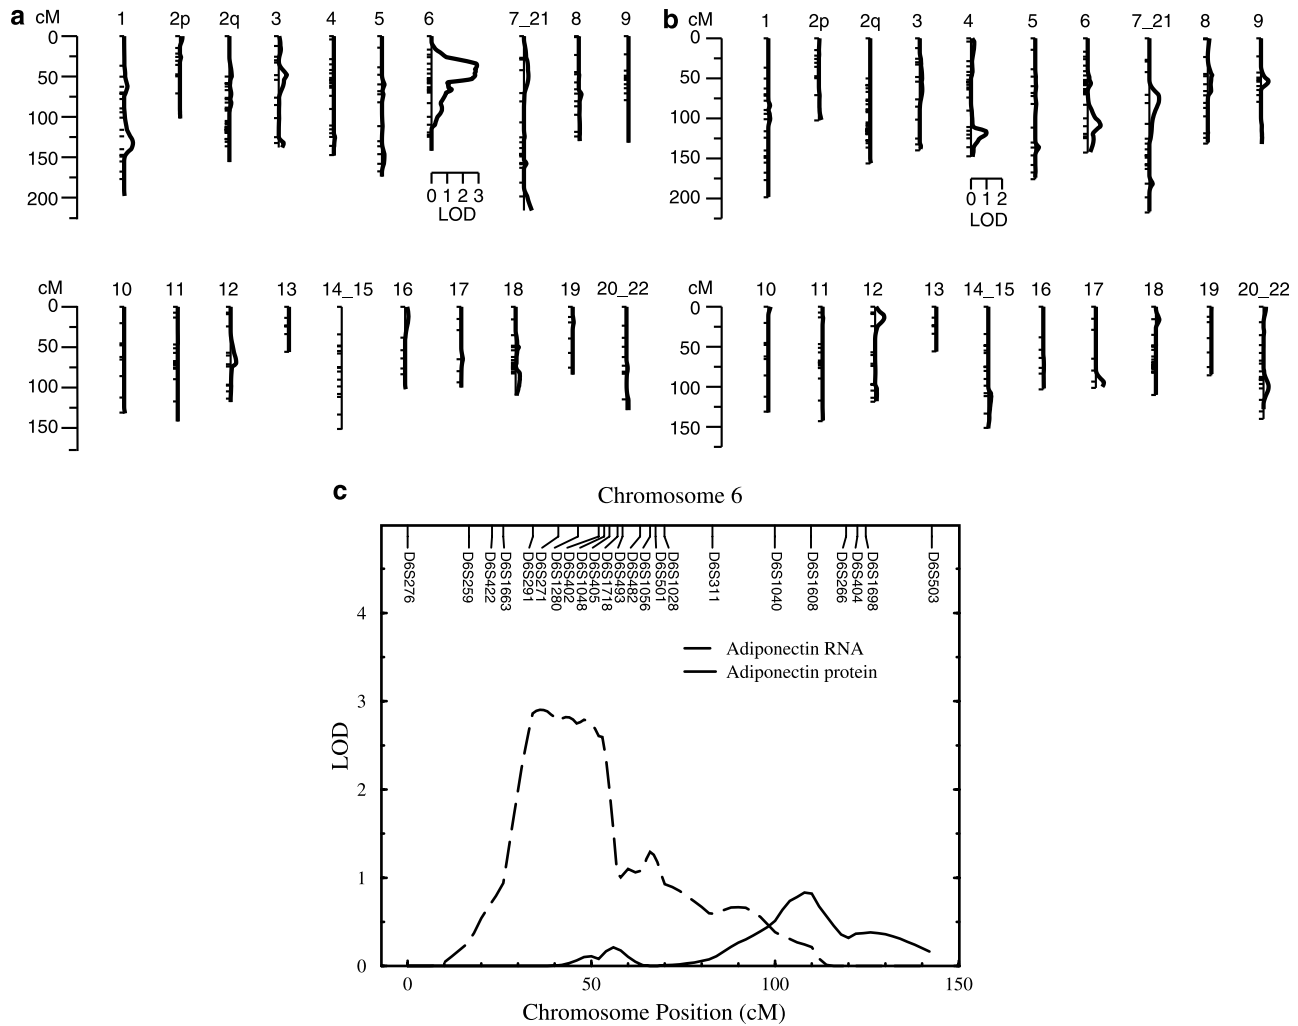 a cM 1 2p 2q 3 4 5 6 7_21 8 9
0
50
100
150
200
0 1 2 3
LOD
b cM 1 2p 2q 3 4 5 6 7_21 8 9
0
50
100
150
200
0 1 2
LOD
cM 10 11 12 13 14_15 16 17 18 19 20_22
0
50
100
150
cM 10 11 12 13 14_15 16 17 18 19 20_22
0
50
100
150
c
Chromosome 6
D6S276 D6S259 D6S422 D6S1663 D6S291 D6S271 D6S1280 D6S402 D6S1048 D6S405 D6S1718 D6S493 D6S482 D6S1056 D6S501 D6S1028 D6S311 D6S1040 D6S1608 D6S266 D6S404 D6S1698 D6S503
Adiponectin RNA
Adiponectin protein
4
3
2
1
0
LOD
0 50 100 150
Chromosome Position (cM)